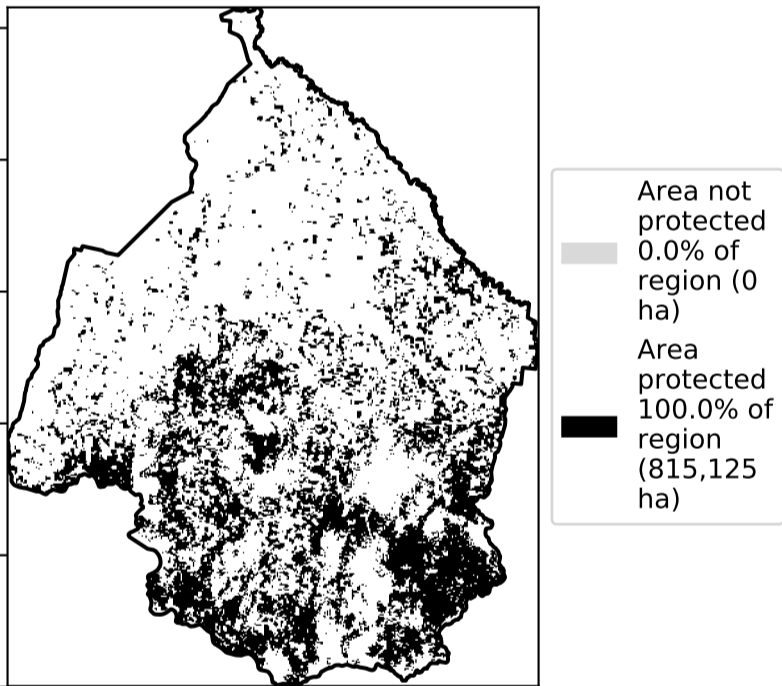 Area not
protected
0.0% of
region (0
ha)
Area
protected
100.0% of
region
(815,125
ha)